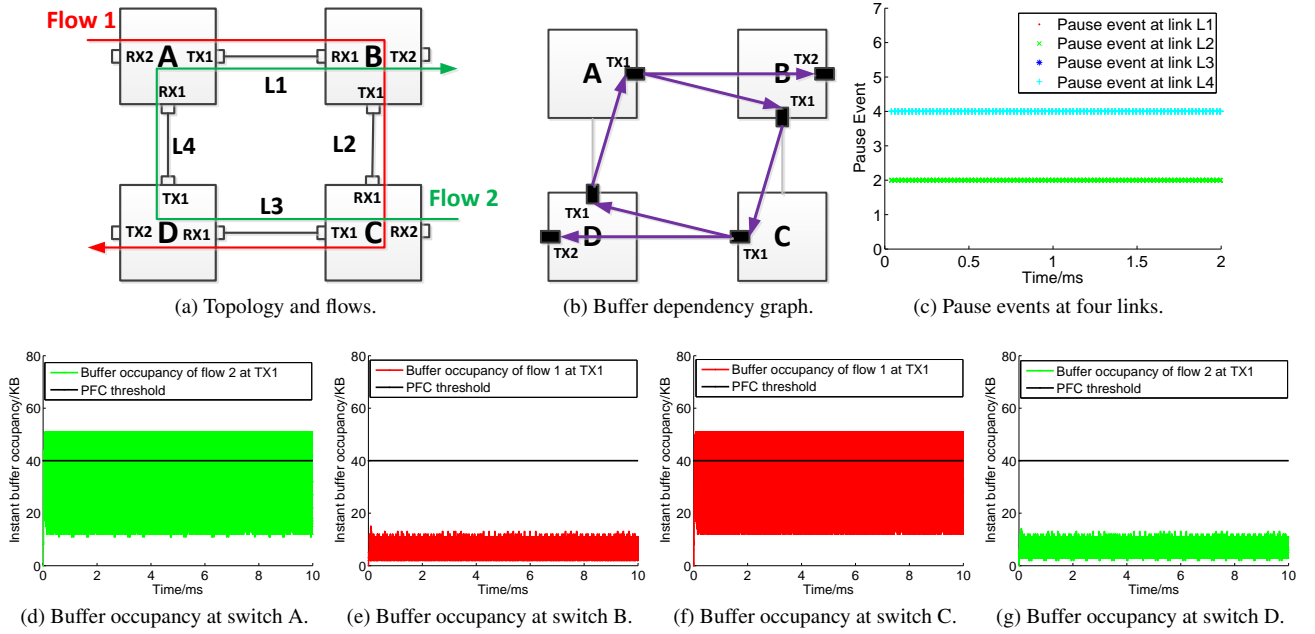 Flow 1
RX2
A
TX1
RX1
B
TX2
L1
RX1
TX1
L4
L2
TX1
RX1
Flow 2
L3
TX2
D
RX1
TX1
C
RX2
(a) Topology and flows.
A
TX1
B
TX2
TX1
TX1
D
TX2
C
TX1
(b) Buffer dependency graph.
Pause event at link L1
Pause event at link L2
Pause event at link L3
Pause event at link L4
Pause Event
7
6
5
4
3
2
1
0
0 0.5 1 1.5 2
Time/ms
(c) Pause events at four links.
Buffer occupancy of flow 2 at TX1
PFC threshold
Instant buffer occupancy/KB
80
60
40
20
0
0 2 4 6 8 10
Time/ms
(d) Buffer occupancy at switch A.
Buffer occupancy of flow 1 at TX1
PFC threshold
Instant buffer occupancy/KB
80
60
40
20
0
0 2 4 6 8 10
Time/ms
(e) Buffer occupancy at switch B.
Buffer occupancy of flow 1 at TX1
PFC threshold
Instant buffer occupancy/KB
80
60
40
20
0
0 2 4 6 8 10
Time/ms
(f) Buffer occupancy at switch C.
Buffer occupancy of flow 2 at TX1
PFC threshold
Instant buffer occupancy/KB
80
60
40
20
0
0 2 4 6 8 10
Time/ms
(g) Buffer occupancy at switch D.